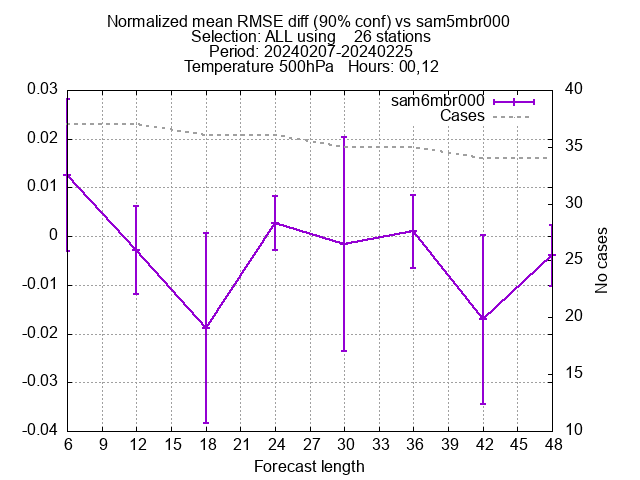 Normalized mean RMSE diff (90% conf) vs sam5mbr000
Selection: ALL using    26 stations
Period: 20240207-20240225
Temperature 500hPa   Hours: 00,12
sam6mbr000
Cases
0.03
0.02
0.01
0
-0.01
-0.02
-0.03
-0.04
40
35
30
25
20
15
10
No cases
6 9 12 15 18 21 24 27 30 33 36 39 42 45 48
Forecast length